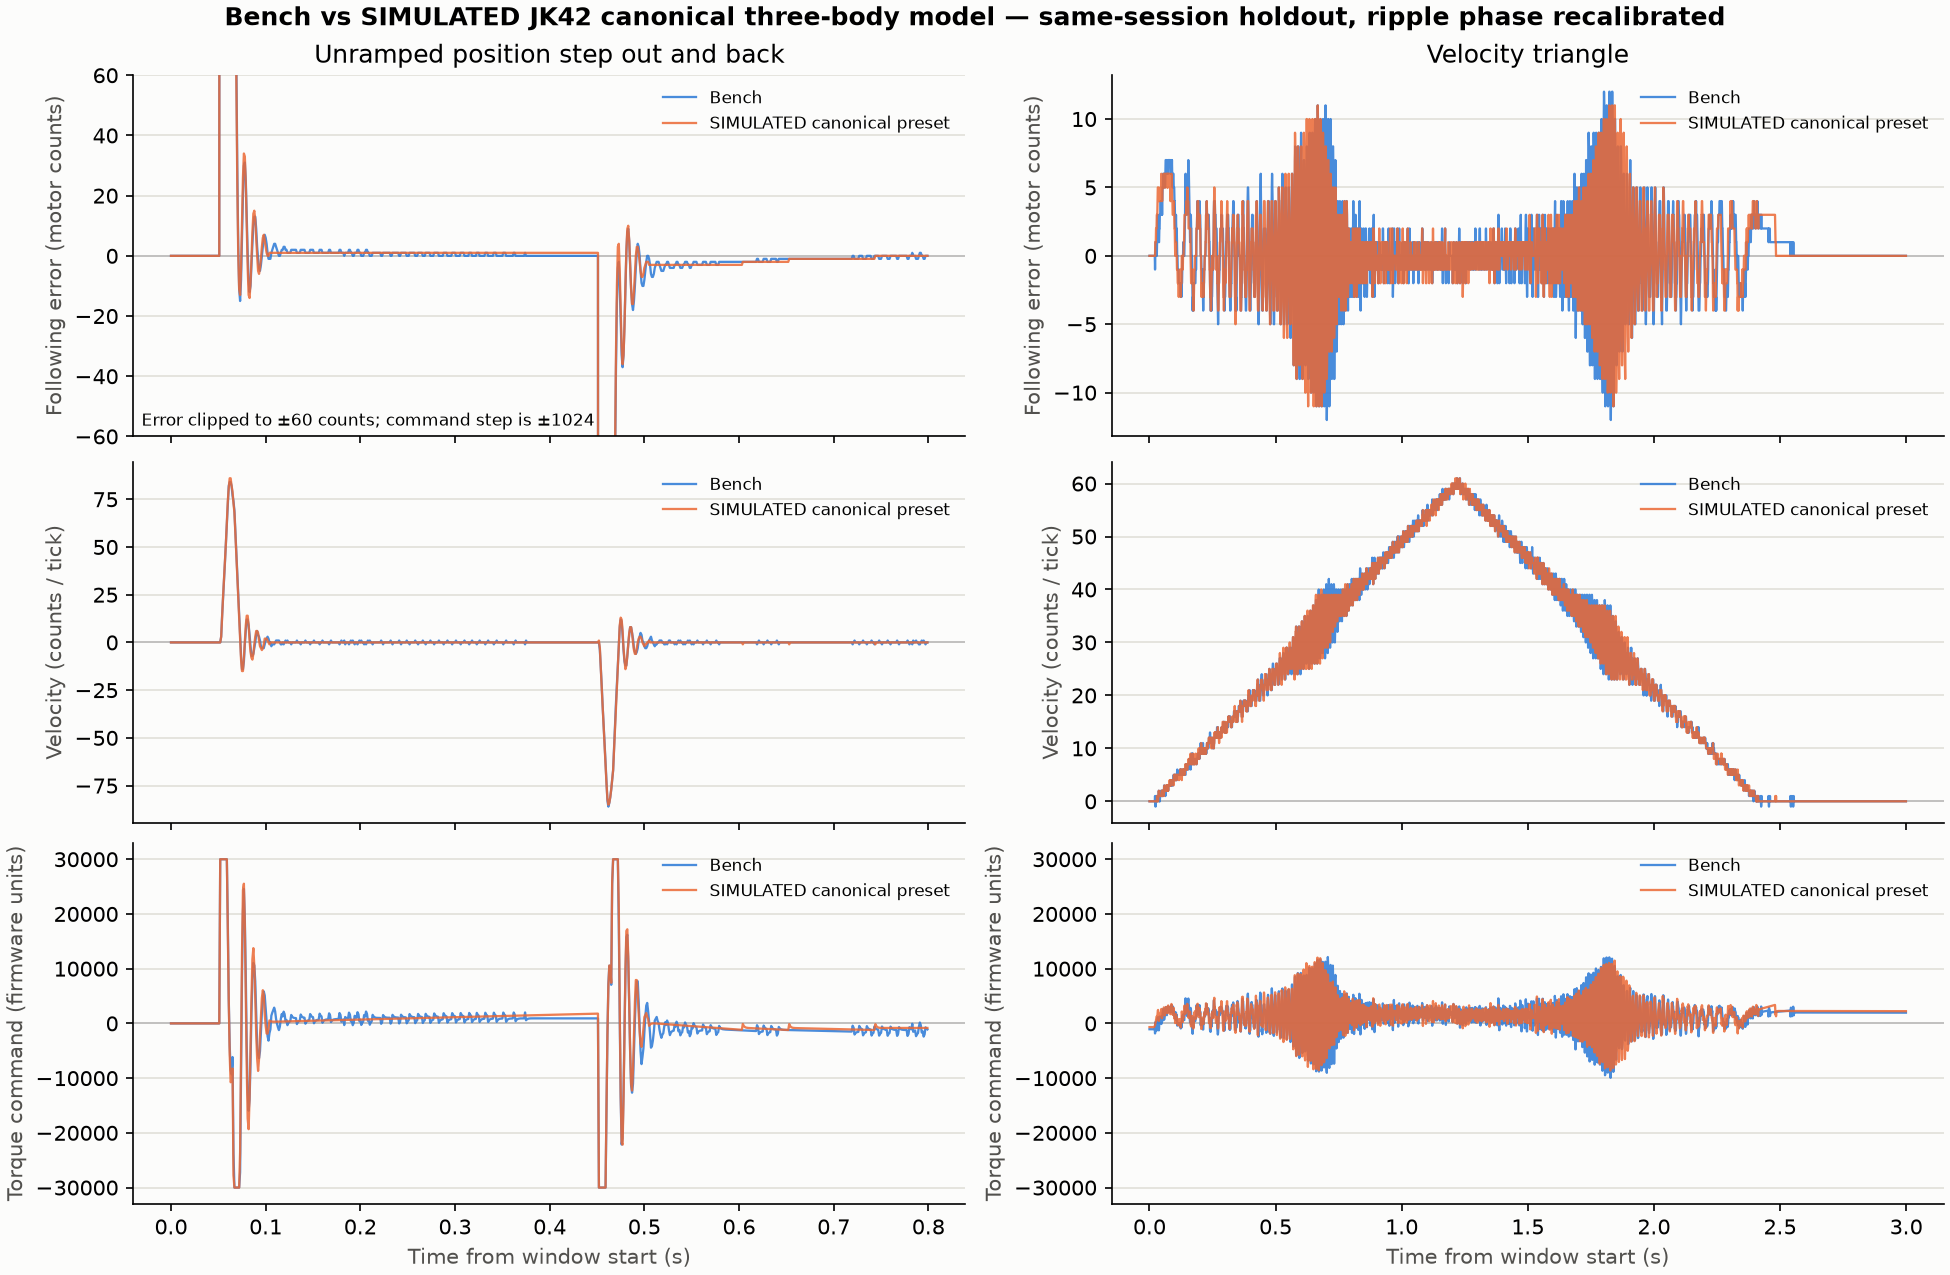 Bench vs SIMULATED JK42 canonical three-body model — same-session holdout, ripple phase recalibrated
Unramped position step out and back
Following error (motor counts)
60
40
20
0
−20
−40
−60
Bench
SIMULATED canonical preset
Error clipped to ±60 counts; command step is ±1024
Velocity triangle
Following error (motor counts)
10
5
0
−5
−10
Bench
SIMULATED canonical preset
Velocity (counts / tick)
75
50
25
0
−25
−50
−75
Bench
SIMULATED canonical preset
Velocity (counts / tick)
60
50
40
30
20
10
0
Bench
SIMULATED canonical preset
Torque command (firmware units)
30000
20000
10000
0
−10000
−20000
−30000
Bench
SIMULATED canonical preset
0.0 0.1 0.2 0.3 0.4 0.5 0.6 0.7 0.8
Time from window start (s)
Torque command (firmware units)
30000
20000
10000
0
−10000
−20000
−30000
Bench
SIMULATED canonical preset
0.0 0.5 1.0 1.5 2.0 2.5 3.0
Time from window start (s)